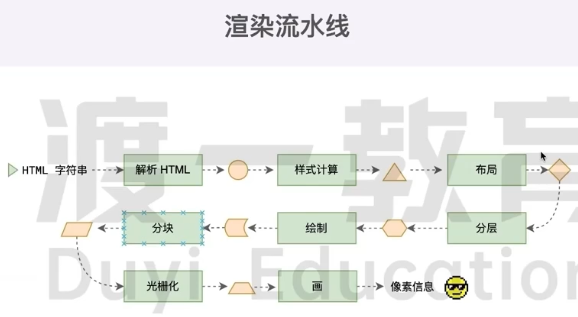 渲染流水线
HTML 字符串
解析 HTML
样式计算
布局
分块
绘制
分层
光栅化
画
像素信息
渡一教育
Duyi Education